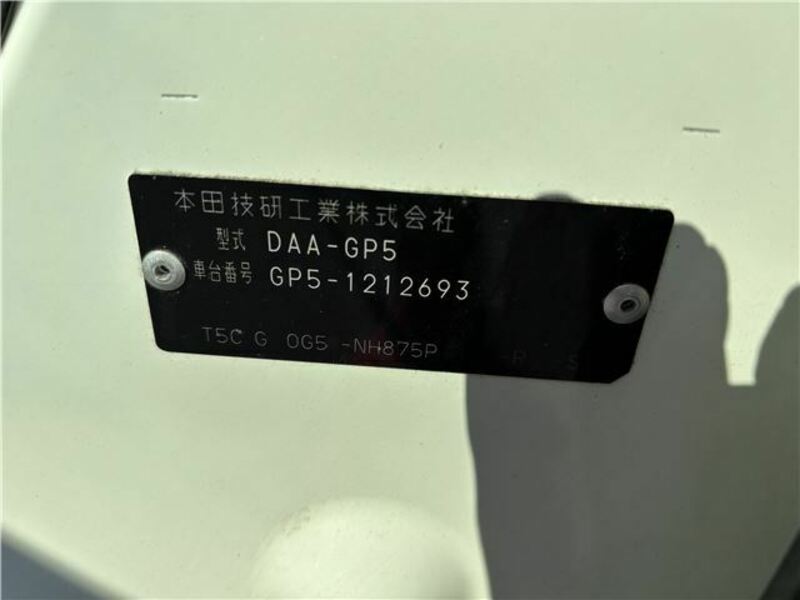 本田技研工業株式会社
型式 DAA-GP5
車台番号 GP5-1212693
T5C G 0G5 -NH875P -R